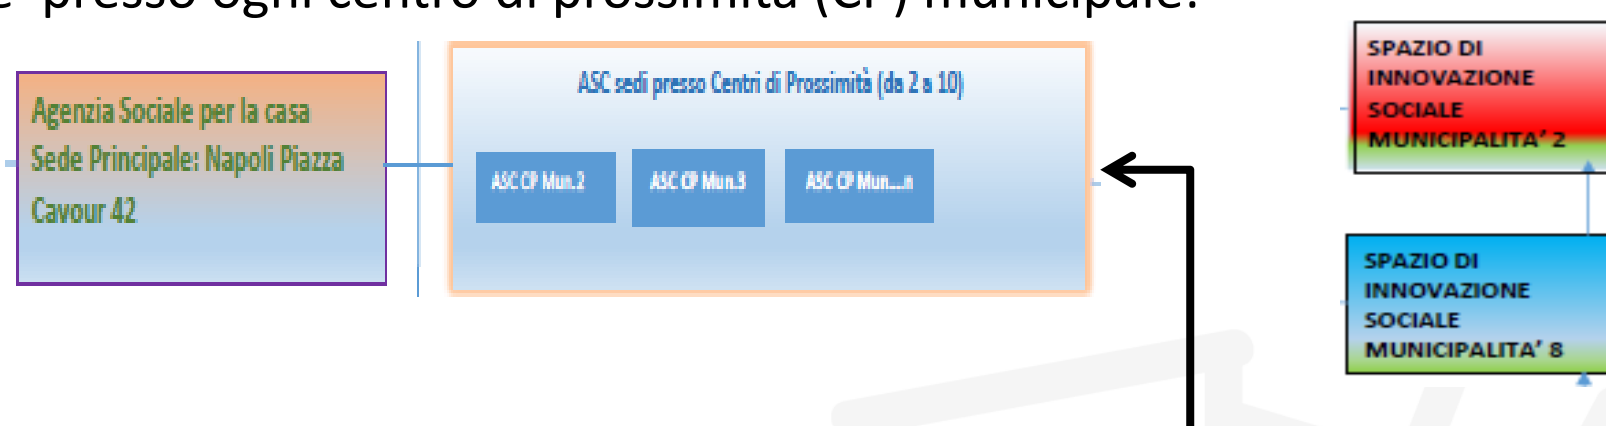 presso ogni centro di prossimità (CP) municipale.
Agenzia Sociale per la casa
Sede Principale: Napoli Piazza
Cavour 42
ASC sedi presso Centri di Prossimità (da 2 a 10)
ASC CP Mun.2
ASC CP Mun.3
ASC CP Mun....n
SPAZIO DI
INNOVAZIONE
SOCIALE
MUNICIPALITA’ 2
SPAZIO DI
INNOVAZIONE
SOCIALE
MUNICIPALITA’ 8